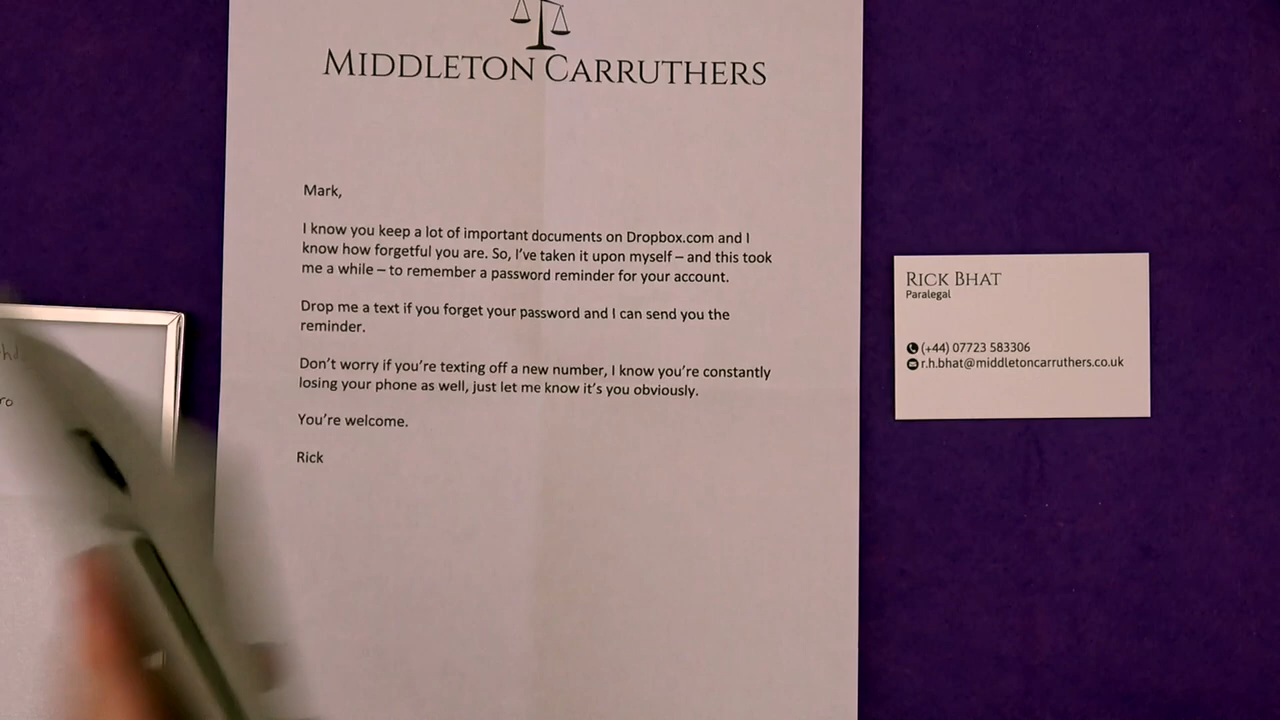 MIDDLETON CARRUTHERS
Mark,
I know you keep a lot of important documents on Dropbox.com and I
know how forgetful you are. So, I've taken it upon myself – and this took
me a while – to remember a password reminder for your account.
Drop me a text if you forget your password and I can send you the
reminder.
Don't worry if you're texting off a new number, I know you're constantly
losing your phone as well, just let me know it's you obviously.
You're welcome.
Rick
RICK BHAT
Paralegal
(+44) 07723 583306
r.h.bhat@middletoncarruthers.co.uk